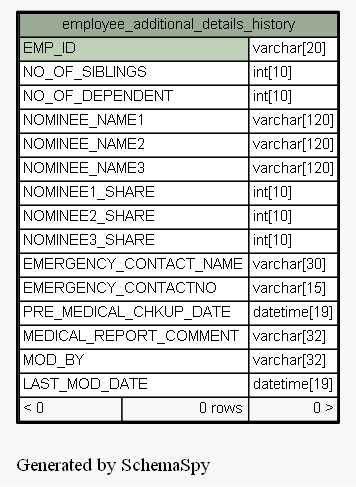 employee_additional_details_history
EMP_ID varchar[20]
NO_OF_SIBLINGS int[10]
NO_OF_DEPENDENT int[10]
NOMINEE_NAME1 varchar[120]
NOMINEE_NAME2 varchar[120]
NOMINEE_NAME3 varchar[120]
NOMINEE1_SHARE int[10]
NOMINEE2_SHARE int[10]
NOMINEE3_SHARE int[10]
EMERGENCY_CONTACT_NAME varchar[30]
EMERGENCY_CONTACTNO varchar[15]
PRE_MEDICAL_CHKUP_DATE datetime[19]
MEDICAL_REPORT_COMMENT varchar[32]
MOD_BY varchar[32]
LAST_MOD_DATE datetime[19]
< 0 0 rows 0 >
Generated by SchemaSpy